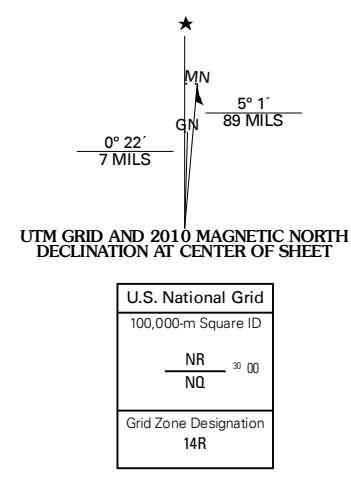 ★
MN
GN
5° 1´
89 MILS
0° 22´
7 MILS
UTM GRID AND 2010 MAGNETIC NORTH
DECLINATION AT CENTER OF SHEET
U.S. National Grid
100,000-m Square ID
NR
30 00
NQ
Grid Zone Designation
14R